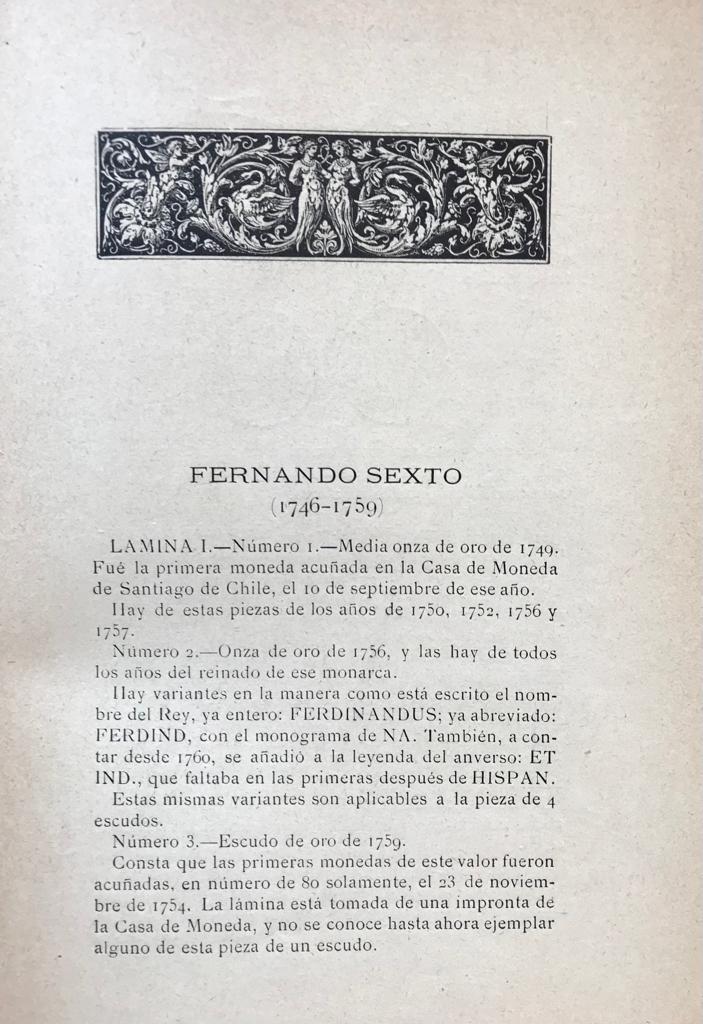 FERNANDO SEXTO
(1746-1759)
LAMINA I.—Número 1.—Media onza de oro de 1749.
Fué la primera moneda acuñada en la Casa de Moneda
de Santiago de Chile, el 10 de septiembre de ese año.
Hay de estas piezas de los años de 1750, 1752, 1756 y
1757.
Número 2.—Onza de oro de 1756, y las hay de todos
los años del reinado de ese monarca.
Hay variantes en la manera como está escrito el nom-
bre del Rey, ya entero: FERDINANDUS; ya abreviado:
FERDIND, con el monograma de NA. También, a con-
tar desde 1760, se añadió a la leyenda del anverso: ET
IND., que faltaba en las primeras después de HISPAN.
Estas mismas variantes son aplicables a la pieza de 4
escudos.
Número 3.—Escudo de oro de 1759.
Consta que las primeras monedas de este valor fueron
acuñadas, en número de 80 solamente, el 23 de noviem-
bre de 1754. La lámina está tomada de una impronta de
la Casa de Moneda, y no se conoce hasta ahora ejemplar
alguno de esta pieza de un escudo.